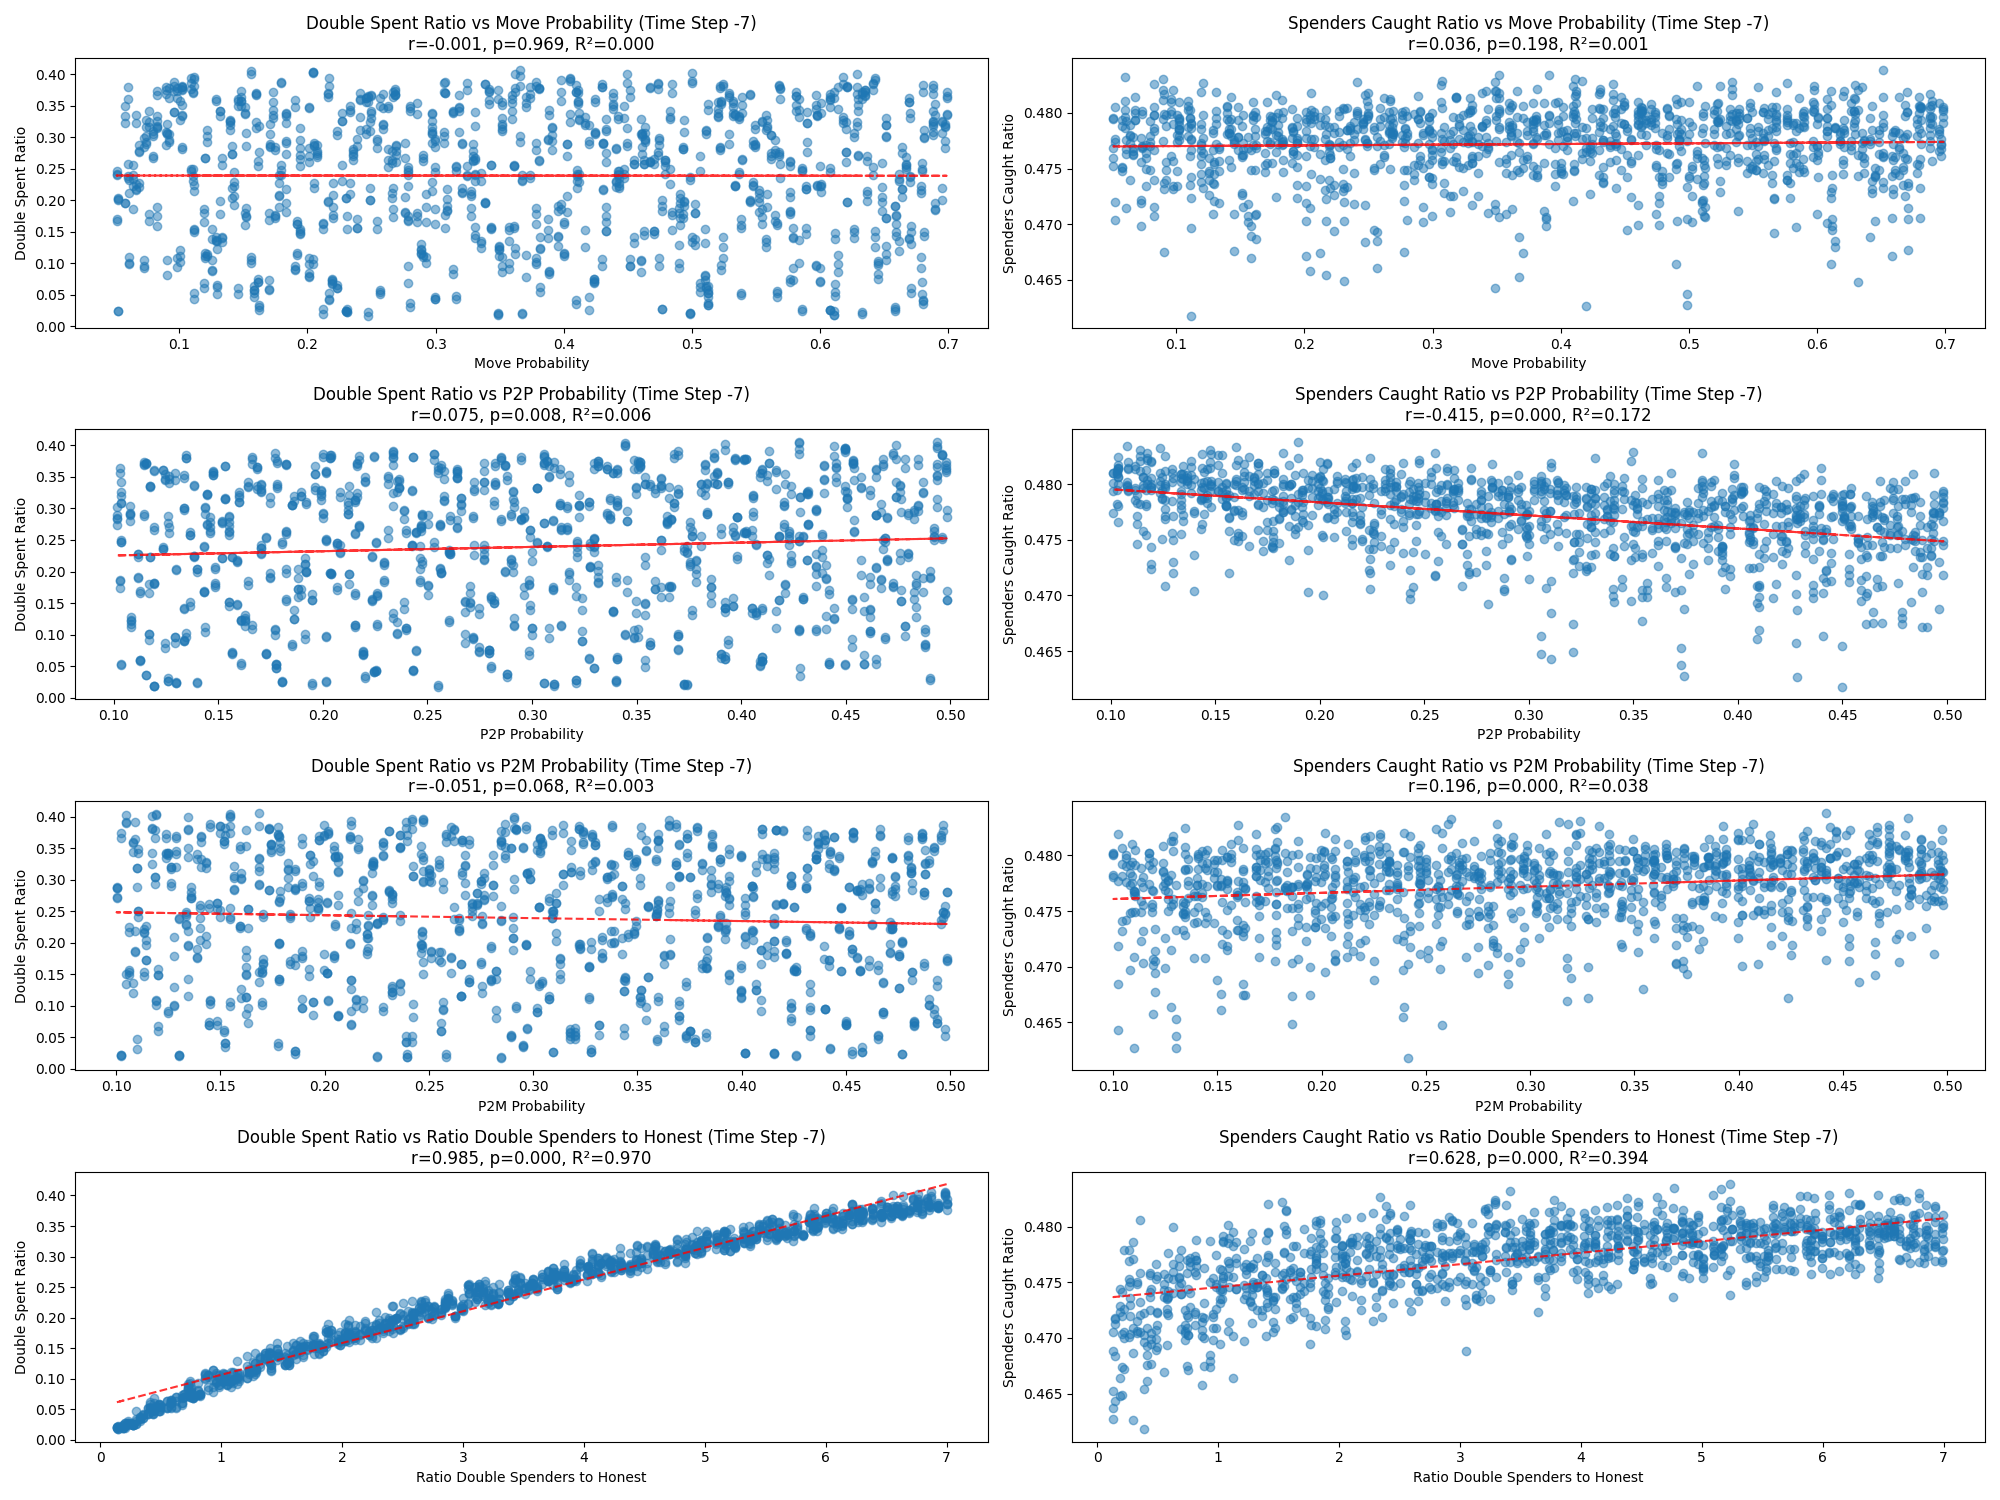 Double Spent Ratio vs Move Probability (Time Step -7)
r=-0.001, p=0.969, R²=0.000
Double Spent Ratio
0.40
0.35
0.30
0.25
0.20
0.15
0.10
0.05
0.00
0.1 0.2 0.3 0.4 0.5 0.6 0.7
Move Probability
Spenders Caught Ratio vs Move Probability (Time Step -7)
r=0.036, p=0.198, R²=0.001
Spenders Caught Ratio
0.480
0.475
0.470
0.465
0.1 0.2 0.3 0.4 0.5 0.6 0.7
Move Probability
Double Spent Ratio vs P2P Probability (Time Step -7)
r=0.075, p=0.008, R²=0.006
Double Spent Ratio
0.40
0.35
0.30
0.25
0.20
0.15
0.10
0.05
0.00
0.10 0.15 0.20 0.25 0.30 0.35 0.40 0.45 0.50
P2P Probability
Spenders Caught Ratio vs P2P Probability (Time Step -7)
r=-0.415, p=0.000, R²=0.172
Spenders Caught Ratio
0.480
0.475
0.470
0.465
0.10 0.15 0.20 0.25 0.30 0.35 0.40 0.45 0.50
P2P Probability
Double Spent Ratio vs P2M Probability (Time Step -7)
r=-0.051, p=0.068, R²=0.003
Double Spent Ratio
0.40
0.35
0.30
0.25
0.20
0.15
0.10
0.05
0.00
0.10 0.15 0.20 0.25 0.30 0.35 0.40 0.45 0.50
P2M Probability
Spenders Caught Ratio vs P2M Probability (Time Step -7)
r=0.196, p=0.000, R²=0.038
Spenders Caught Ratio
0.480
0.475
0.470
0.465
0.10 0.15 0.20 0.25 0.30 0.35 0.40 0.45 0.50
P2M Probability
Double Spent Ratio vs Ratio Double Spenders to Honest (Time Step -7)
r=0.985, p=0.000, R²=0.970
Double Spent Ratio
0.40
0.35
0.30
0.25
0.20
0.15
0.10
0.05
0.00
0 1 2 3 4 5 6 7
Ratio Double Spenders to Honest
Spenders Caught Ratio vs Ratio Double Spenders to Honest (Time Step -7)
r=0.628, p=0.000, R²=0.394
Spenders Caught Ratio
0.480
0.475
0.470
0.465
0 1 2 3 4 5 6 7
Ratio Double Spenders to Honest